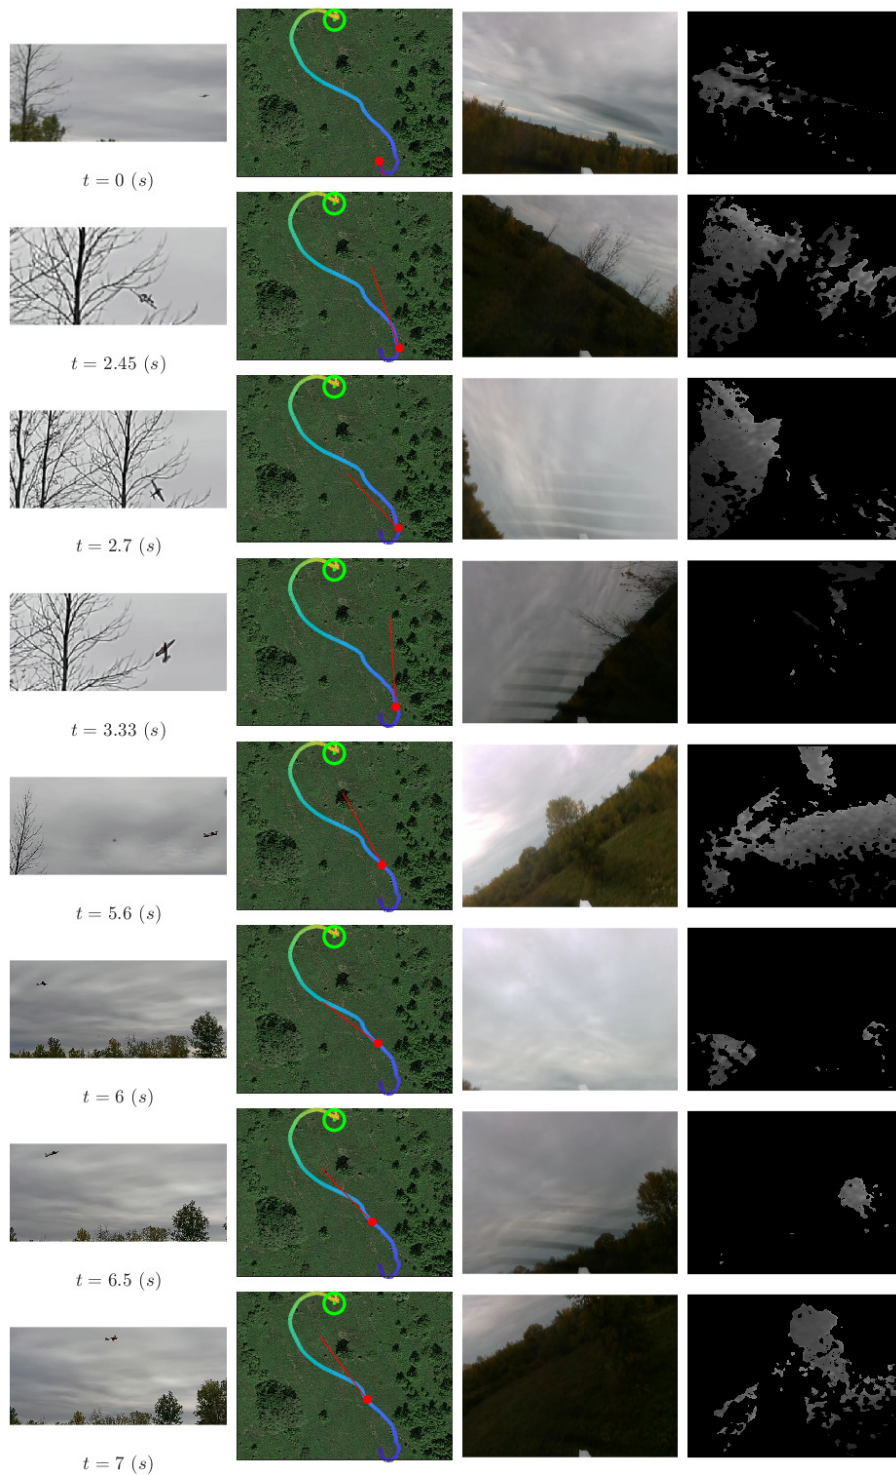 t = 0 (s)
t = 2.45 (s)
t = 2.7 (s)
t = 3.33 (s)
t = 5.6 (s)
t = 6 (s)
t = 6.5 (s)
t = 7 (s)